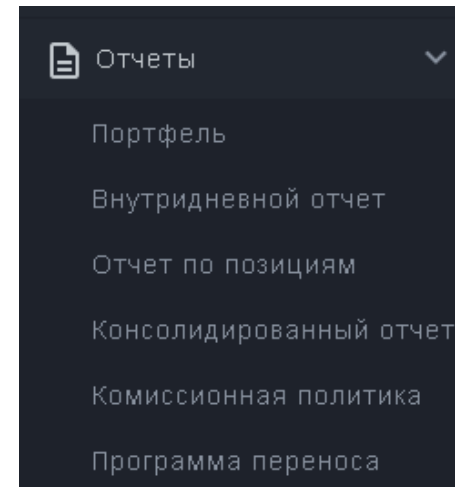 Отчеты
Портфель
Внутридневной отчет
Отчет по позициям
Консолидированный отчет
Комиссионная политика
Программа переноса